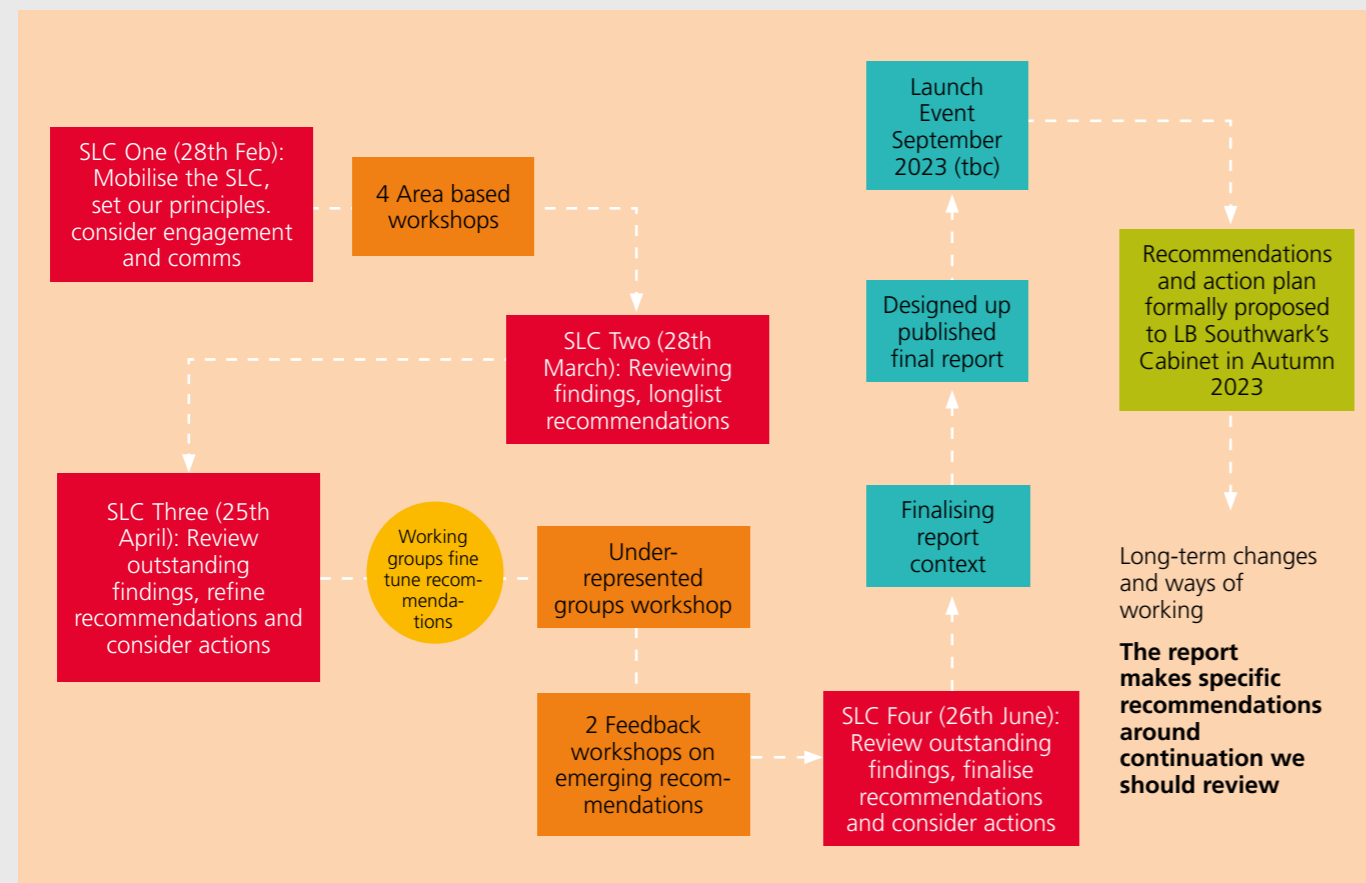 SLC One (28th Feb):
Mobilise the SLC,
set our principles.
consider engagement
and comms
4 Area based
workshops
SLC Two (28th
March): Reviewing
findings, longlist
recommendations
SLC Three (25th
April): Review
outstanding
findings, refine
recommendations and
consider actions
Working
groups fine
tune recom-
menda-
tions
Under-
represented
groups workshop
2 Feedback
workshops on
emerging recom-
mendations
SLC Four (26th June):
Review outstanding
findings, finalise
recommendations
and consider actions
Finalising
report
context
Designed up
published
final report
Launch
Event
September
2023 (tbc)
Recommendations
and action plan
formally proposed
to LB Southwark's
Cabinet in Autumn
2023
Long-term changes
and ways of
working
The report
makes specific
recommendations
around
continuation we
should review